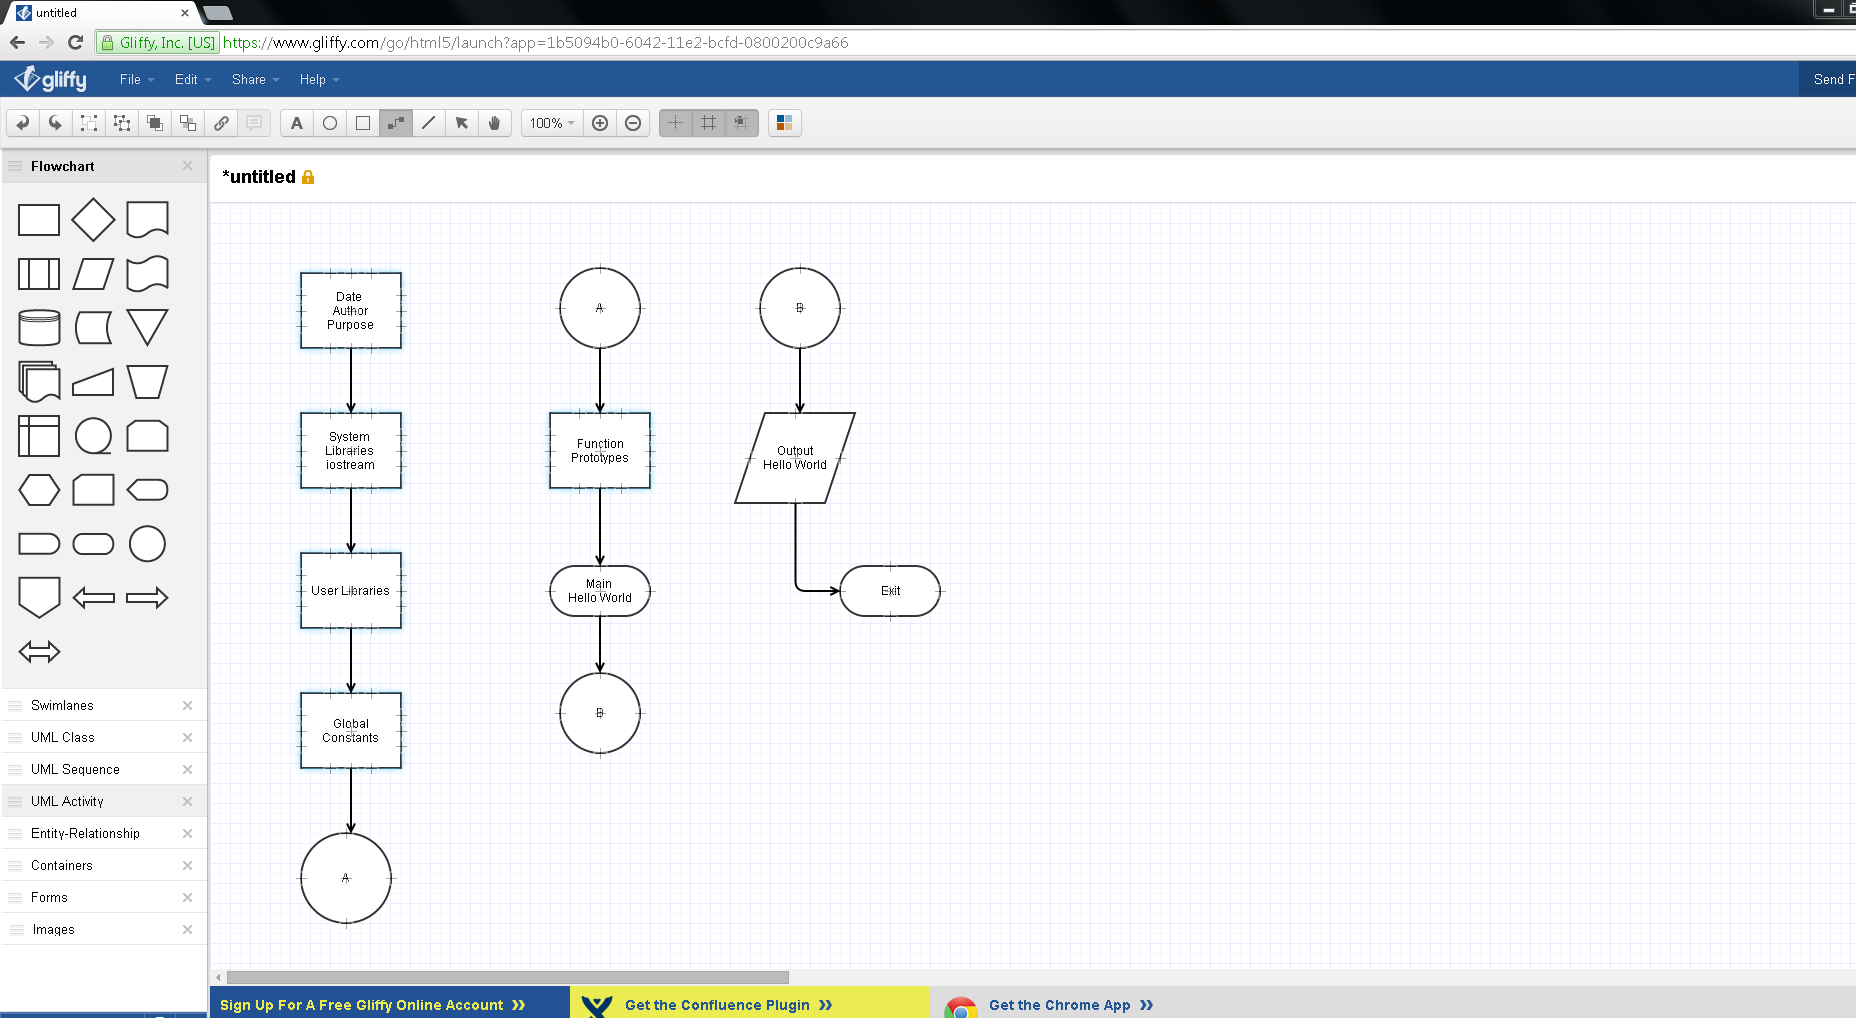 untitled
Gliffy, Inc. [US] https://www.gliffy.com/go/html5/launch?app=1b5094b0-6042-11e2-bcfd-0800200c9a66
gliffy File Edit Share Help Send F
A 100%
Flowchart
*untitled
Date
Author
Purpose
System
Libraries
iostream
User Libraries
Global
Constants
A
A
Function
Prototypes
Main
Hello World
B
B
Output
Hello World
Exit
Swimlanes
UML Class
UML Sequence
UML Activity
Entity-Relationship
Containers
Forms
Images
Sign Up For A Free Gliffy Online Account »
Get the Confluence Plugin »
Get the Chrome App »